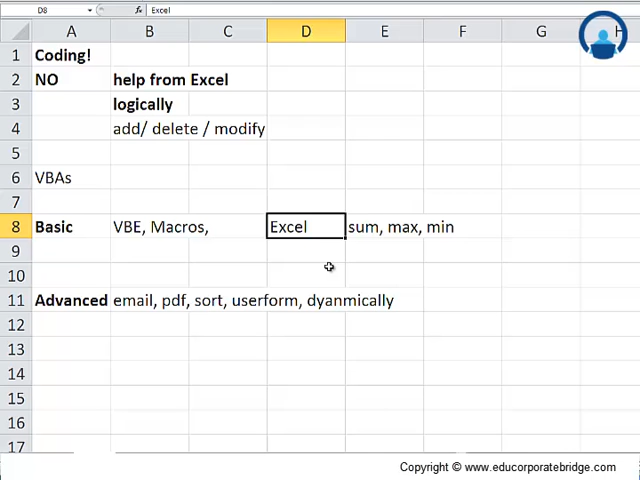 D8 fx Excel
A B C D E F G H
1 Coding!
2 NO help from Excel
3 logically
4 add/ delete / modify
5
6 VBAs
7
8 Basic VBE, Macros, Excel sum, max, min
9
10
11 Advanced email, pdf, sort, userform, dyanmically
12
13
14
15
16
17
Copyright © www.educorporatebridge.com